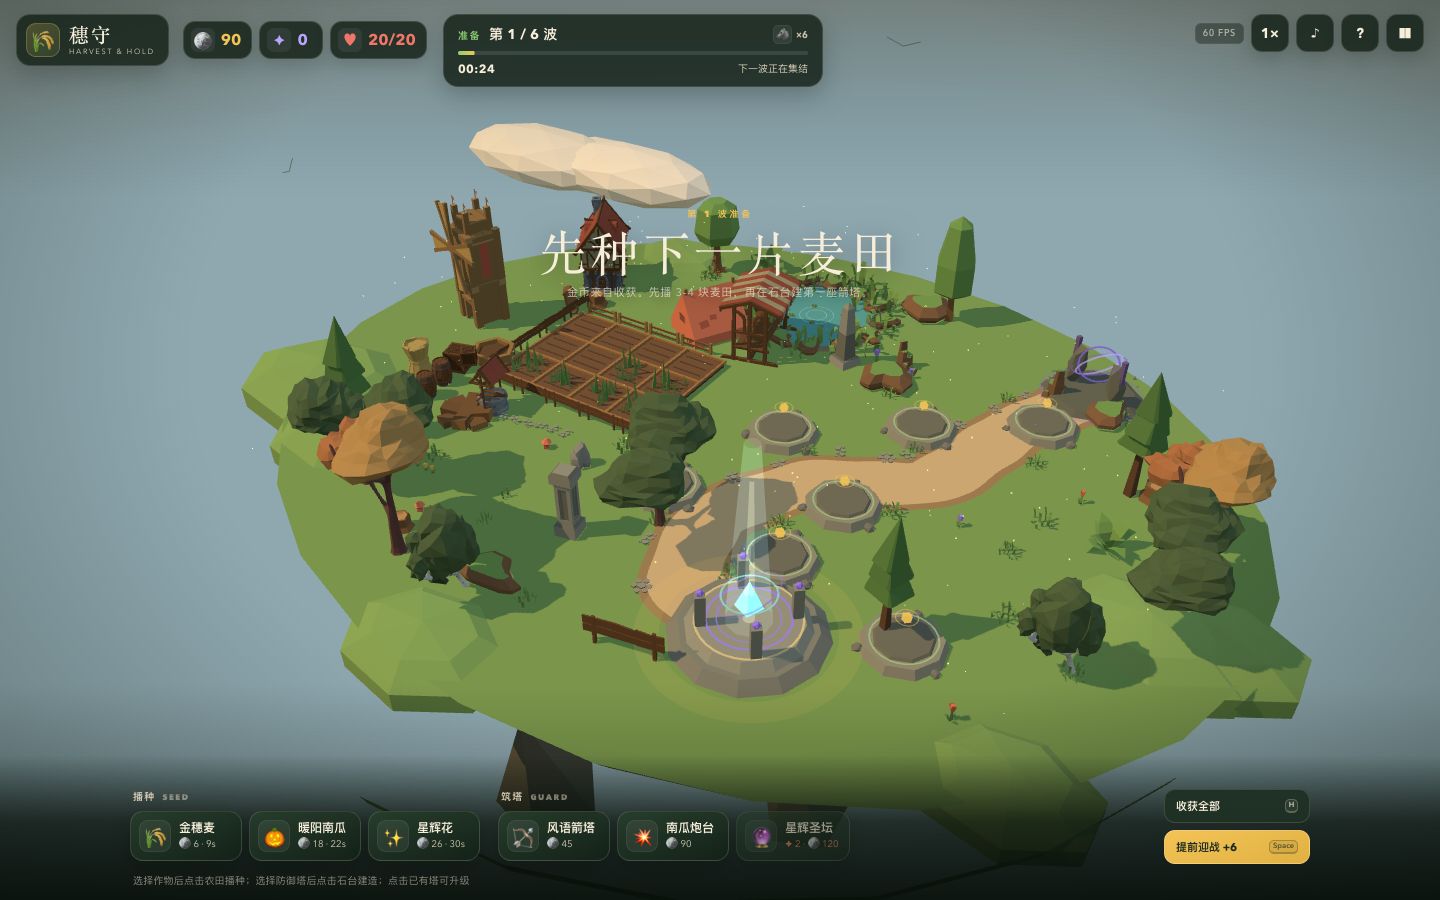 穗守
HARVEST & HOLD
90
0
20/20
准备 第 1 / 6 波
×6
00:24
下一波正在集结
60 FPS
1×
?
第 1 波准备
先种下一片麦田
金币来自收获。先播 3-4 块麦田，再在石台建第一座箭塔。
播种 SEED
筑塔 GUARD
金穗麦
6 · 9s
暖阳南瓜
18 · 22s
星辉花
26 · 30s
风语箭塔
45
南瓜炮台
90
星辉圣坛
2 · 120
收获全部 H
提前迎战 +6 Space
选择作物后点击农田播种；选择防御塔后点击石台建造；点击已有塔可升级